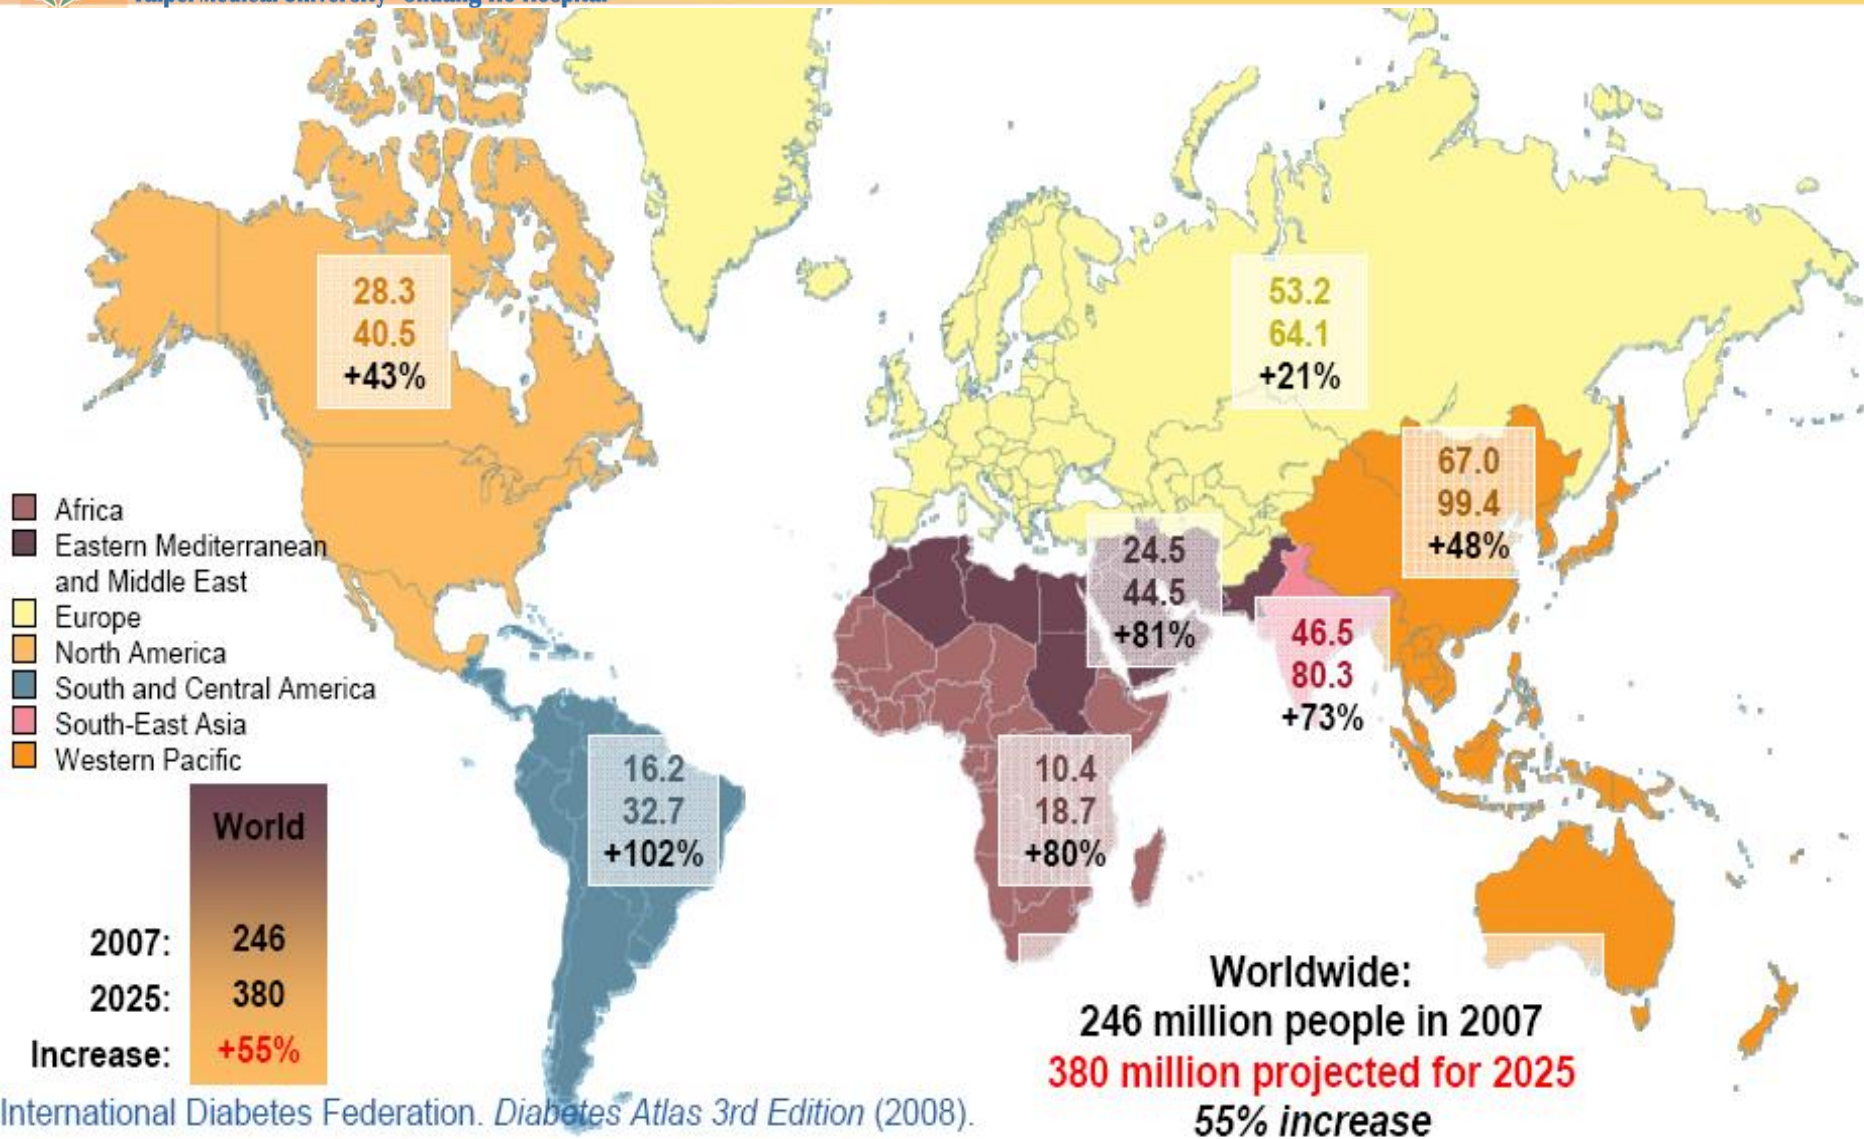 28.3
40.5
+43%
53.2
64.1
+21%
67.0
99.4
+48%
24.5
44.5
+81%
46.5
80.3
+73%
16.2
32.7
+102%
10.4
18.7
+80%
Africa
Eastern Mediterranean
and Middle East
Europe
North America
South and Central America
South-East Asia
Western Pacific
World
2007: 246
2025: 380
Increase: +55%
Worldwide:
246 million people in 2007
380 million projected for 2025
55% increase
International Diabetes Federation. Diabetes Atlas 3rd Edition (2008).